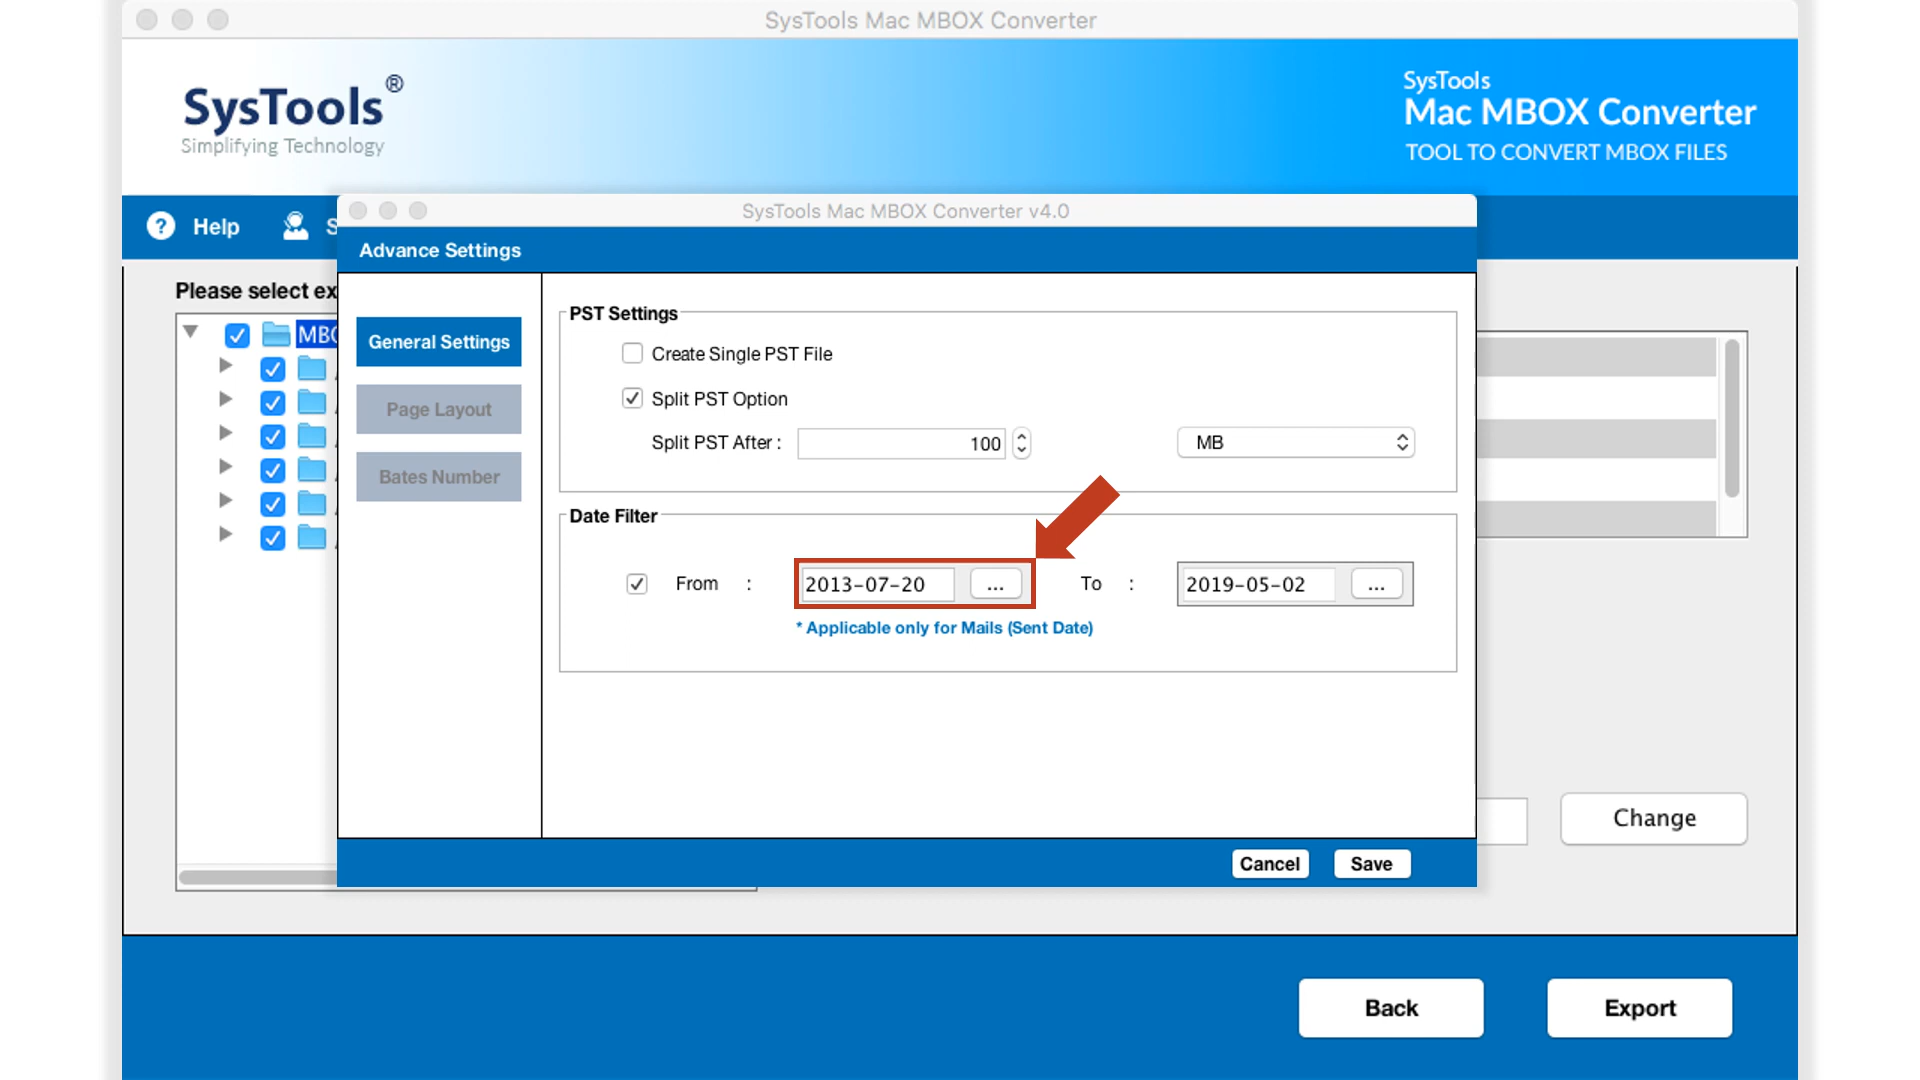 SysTools Mac MBOX Converter
SysTools®
Simplifying Technology
SysTools
Mac MBOX Converter
TOOL TO CONVERT MBOX FILES
? Help
SysTools Mac MBOX Converter v4.0
Advance Settings
Please select
General Settings
Page Layout
Bates Number
PST Settings
Create Single PST File
Split PST Option
Split PST After : 100 MB
Date Filter
From : 2013-07-20 ... To : 2019-05-02 ...
* Applicable only for Mails (Sent Date)
Change
Cancel Save
Back Export